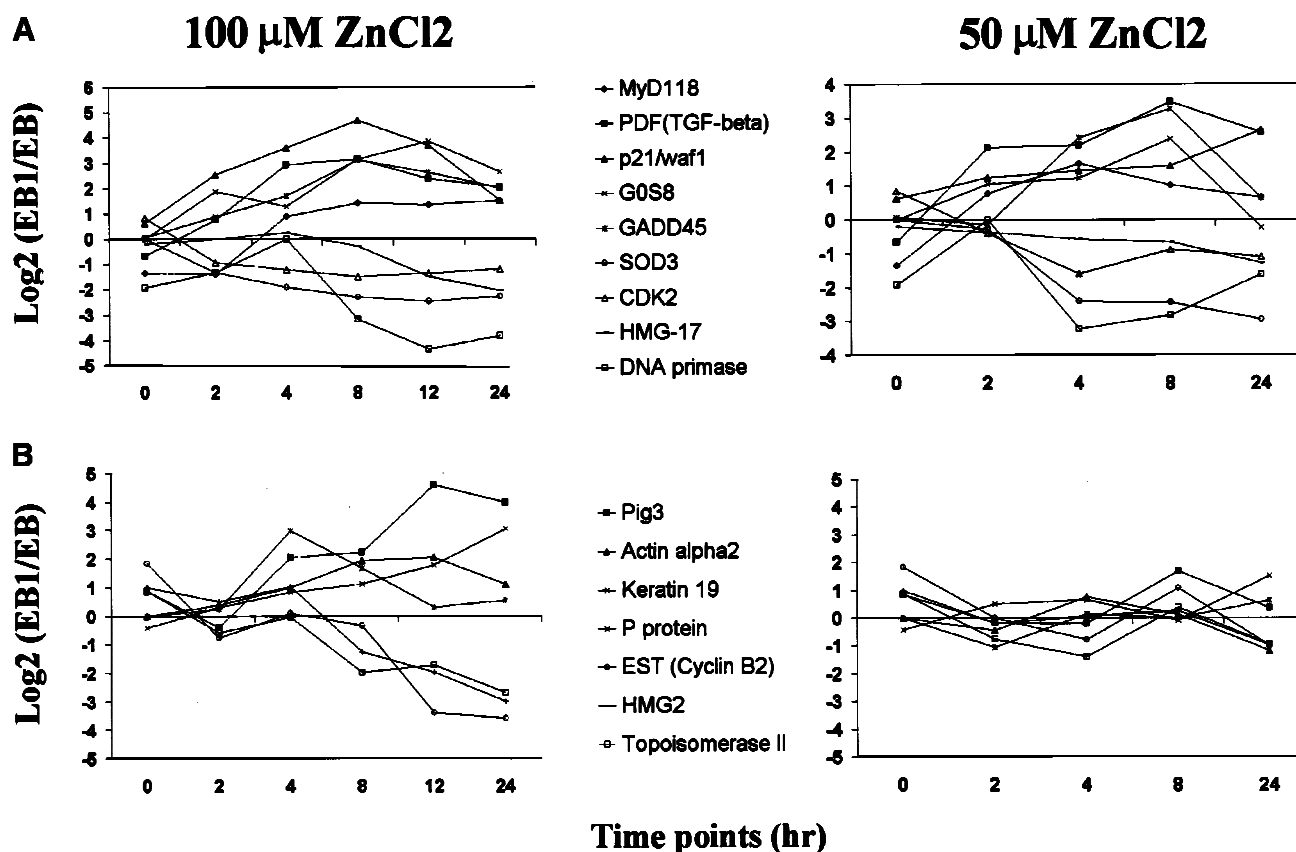 A
100 μM ZnCl2
50 μM ZnCl2
Log2 (EB1/EB)
6
5
4
3
2
1
0
-1
-2
-3
-4
-5
0 2 4 8 12 24
MyD118
PDF(TGF-beta)
p21/waf1
G0S8
GADD45
SOD3
CDK2
HMG-17
DNA primase
4
3
2
1
0
-1
-2
-3
-4
0 2 4 8 24
B
Log2 (EB1/EB)
5
4
3
2
1
0
-1
-2
-3
-4
-5
0 2 4 8 12 24
Pig3
Actin alpha2
Keratin 19
P protein
EST (Cyclin B2)
HMG2
Topoisomerase II
5
4
3
2
1
0
-1
-2
-3
-4
-5
0 2 4 8 24
Time points (hr)